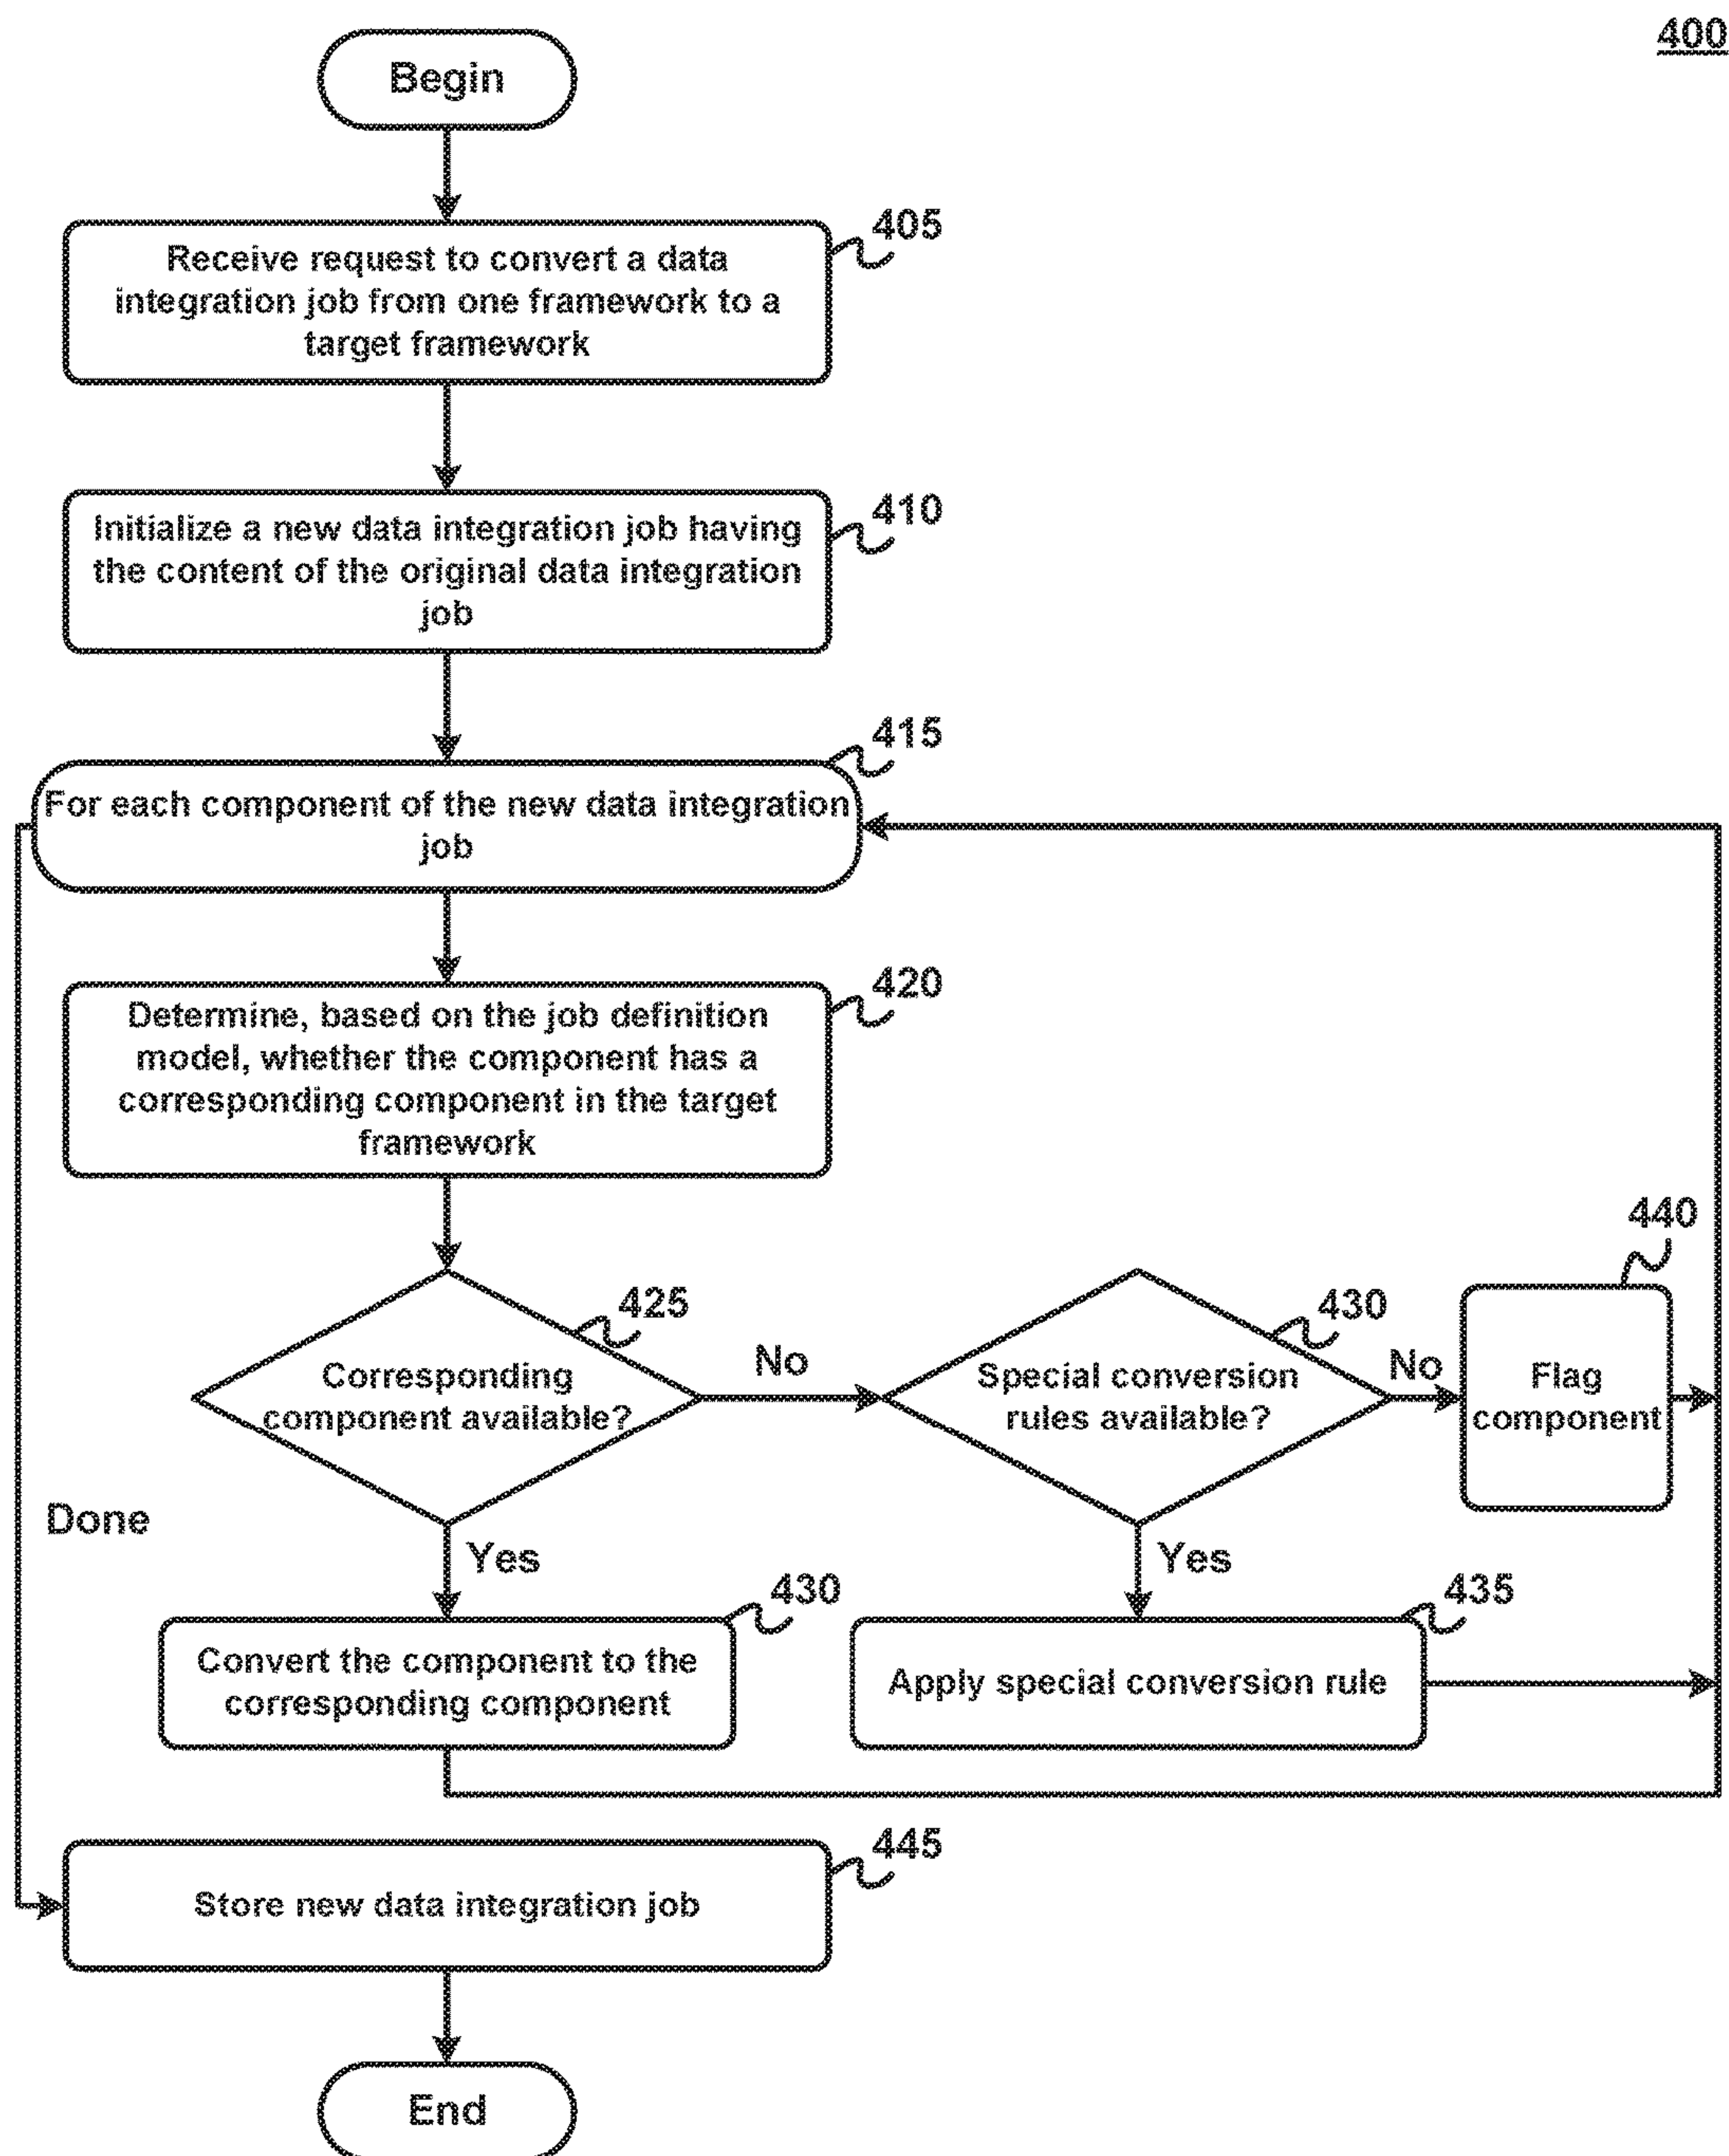 400
Begin
405
Receive request to convert a data
integration job from one framework to a
target framework
410
Initialize a new data integration job having
the content of the original data integration
job
415
For each component of the new data integration
job
420
Determine, based on the job definition
model, whether the component has a
corresponding component in the target
framework
425
Corresponding
component available?
No
430
Special conversion
rules available?
No
440
Flag
component
Done
Yes
430
Convert the component to the
corresponding component
Yes
435
Apply special conversion rule
445
Store new data integration job
End